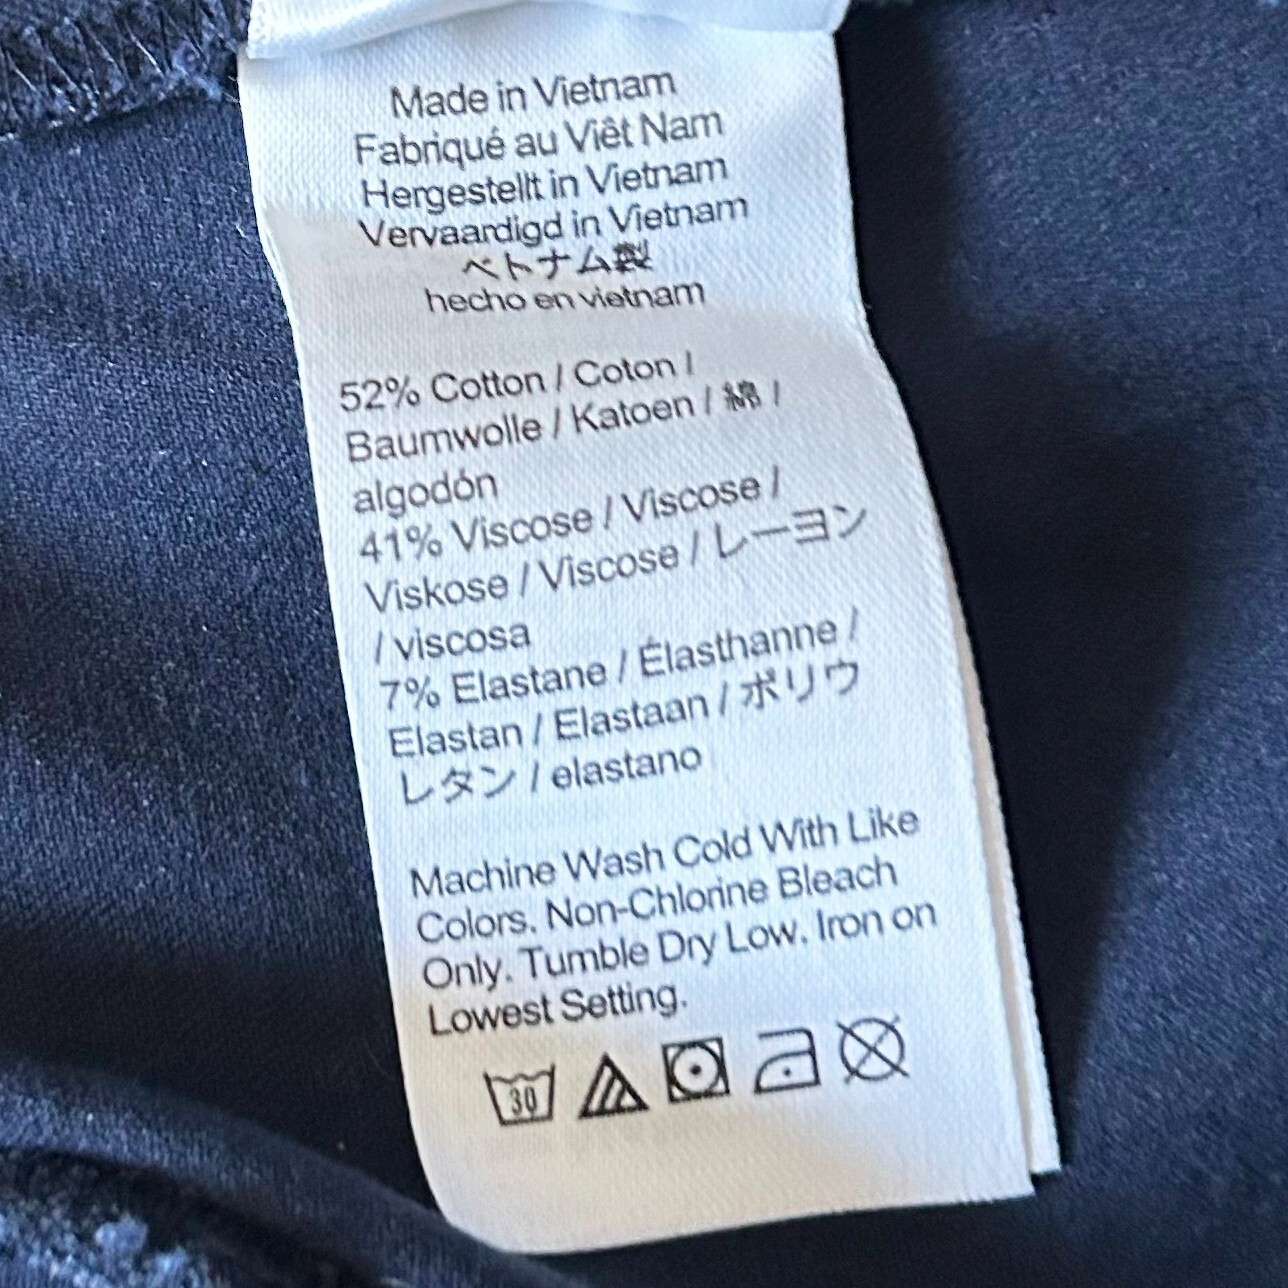 Made in Vietnam
Fabriqué au Viêt Nam
Hergestellt in Vietnam
Vervaardigd in Vietnam
ベトナム製
hecho en vietnam
52% Cotton / Coton /
Baumwolle / Katoen / 綿 /
algodón
41% Viscose / Viscose /
Viskose / Viscose / レーヨン
/ viscosa
7% Elastane / Élasthanne /
Elastan / Elastaan / ポリウ
レタン / elastano
Machine Wash Cold With Like
Colors. Non-Chlorine Bleach
Only. Tumble Dry Low. Iron on
Lowest Setting.
30